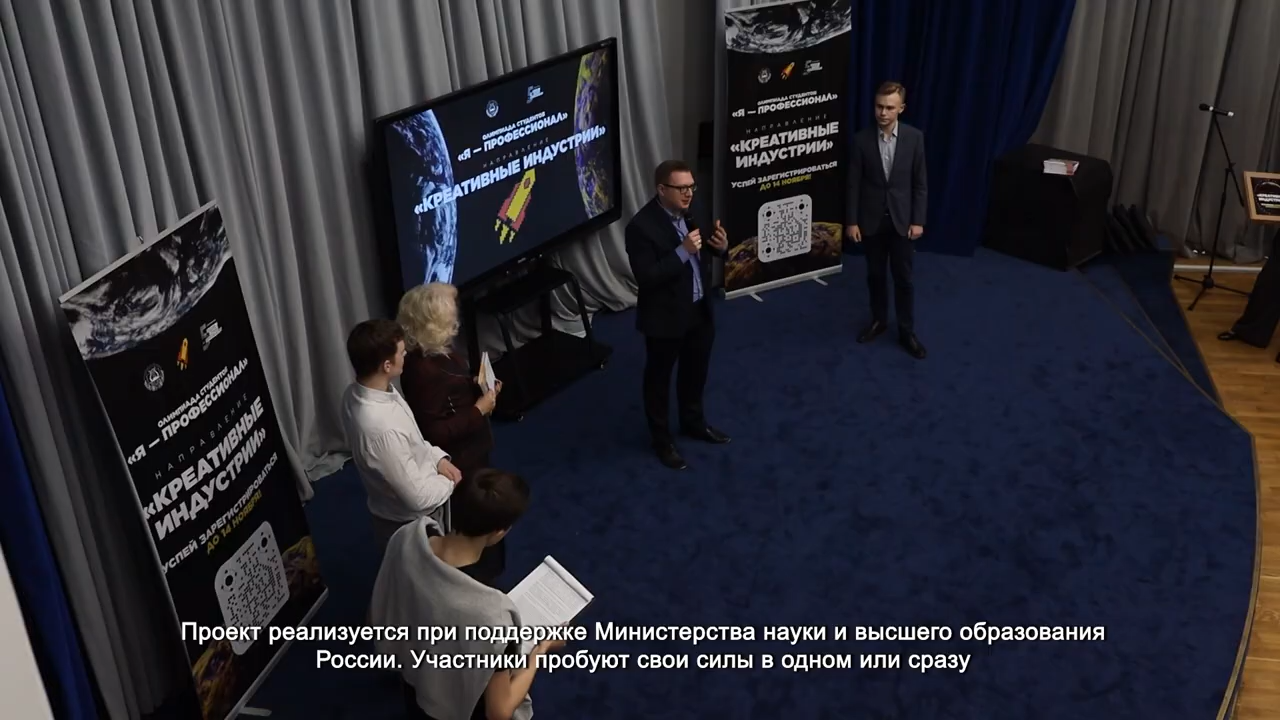 ОЛИМПИАДА СТУДЕНТОВ
«Я — ПРОФЕССИОНАЛ»
НАПРАВЛЕНИЕ
«КРЕАТИВНЫЕ
ИНДУСТРИИ»
УСПЕЙ ЗАРЕГИСТРИРОВАТЬСЯ
ДО 14 НОЯБРЯ!
ОЛИМПИАДА СТУДЕНТОВ
«Я — ПРОФЕССИОНАЛ»
НАПРАВЛЕНИЕ
«КРЕАТИВНЫЕ ИНДУСТРИИ»
ОЛИМПИАДА СТУДЕНТОВ
«Я — ПРОФЕССИОНАЛ»
НАПРАВЛЕНИЕ
«КРЕАТИВНЫЕ
ИНДУСТРИИ»
УСПЕЙ ЗАРЕГИСТРИРОВАТЬСЯ
ДО 14 НОЯБРЯ!
Проект реализуется при поддержке Министерства науки и высшего образования
России. Участники пробуют свои силы в одном или сразу